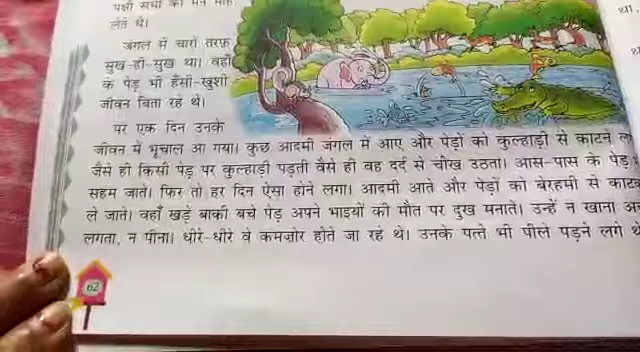 पक्षी सभी का मन मोह
लेते थे।
जंगल में चारों तरफ़
सुख-ही-सुख था। वहाँ
के पेड़ भी हँसी-खुशी
जीवन बिता रहे थे।
पर एक दिन उनके
जीवन में भूचाल आ गया। कुछ आदमी जंगल में आए और पेड़ों को कुल्हाड़ी से काटने
जैसे ही किसी पेड़ पर कुल्हाड़ी पड़ती वैसे ही वह दर्द से चीख उठता। आस-पास के पेड़
सहम जाते। फिर तो हर दिन ऐसा होने लगा। आदमी आते और पेड़ों को बेरहमी से
ले जाते। वहाँ खड़े बाकी बचे पेड़ अपने भाइयों की मौत पर दुख मनाते। उन्हें न खाना
लगता, न पीना। धीरे-धीरे वे कमज़ोर होते जा रहे थे। उनके पत्ते भी पीले पड़ने लगे
62
था,